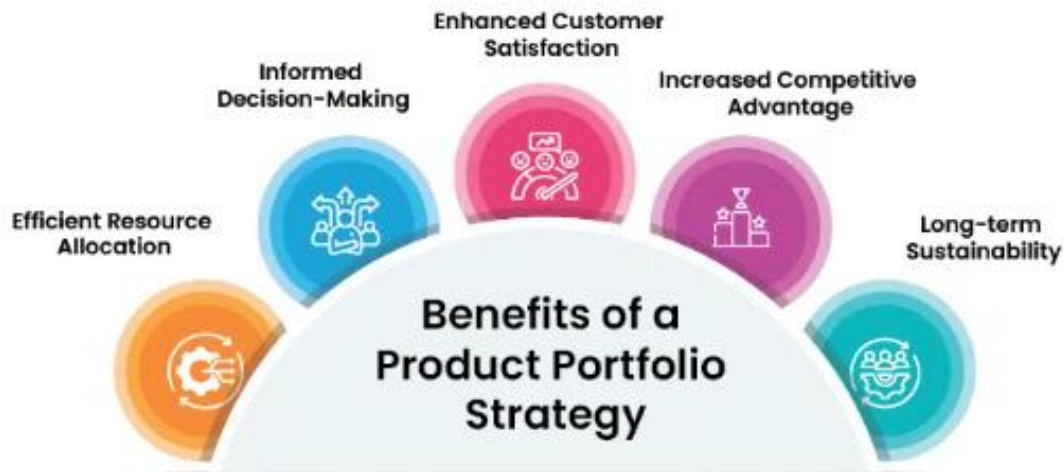 Enhanced Customer
Satisfaction
Informed
Decision-Making
Increased Competitive
Advantage
Efficient Resource
Allocation
Long-term
Sustainability
Benefits of a
Product Portfolio
Strategy